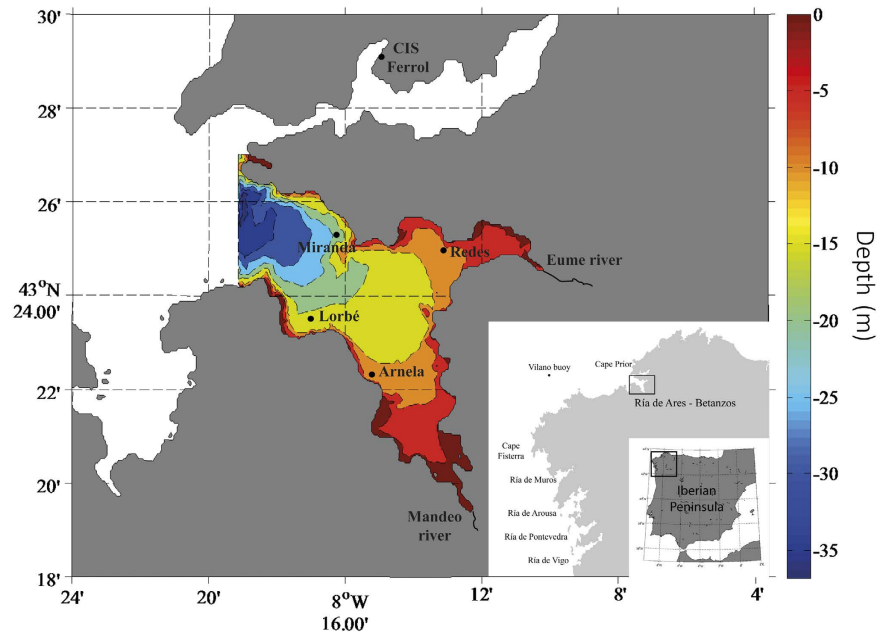 30'
28'
26'
43°N
24.00'
22'
20'
18'
24'
20'
8°W
16.00'
12'
8'
4'
CIS
Ferrol
Miranda
Redes
Eume river
Lorbé
Arnela
Mandeo
river
Vilano buoy
Cape Prior
Ría de Ares - Betanzos
Cape
Fisterra
Ría de Muros
Ría de Arousa
Ría de Pontevedra
Ría de Vigo
Iberian
Peninsula
0
-5
-10
-15
-20
-25
-30
-35
Depth (m)